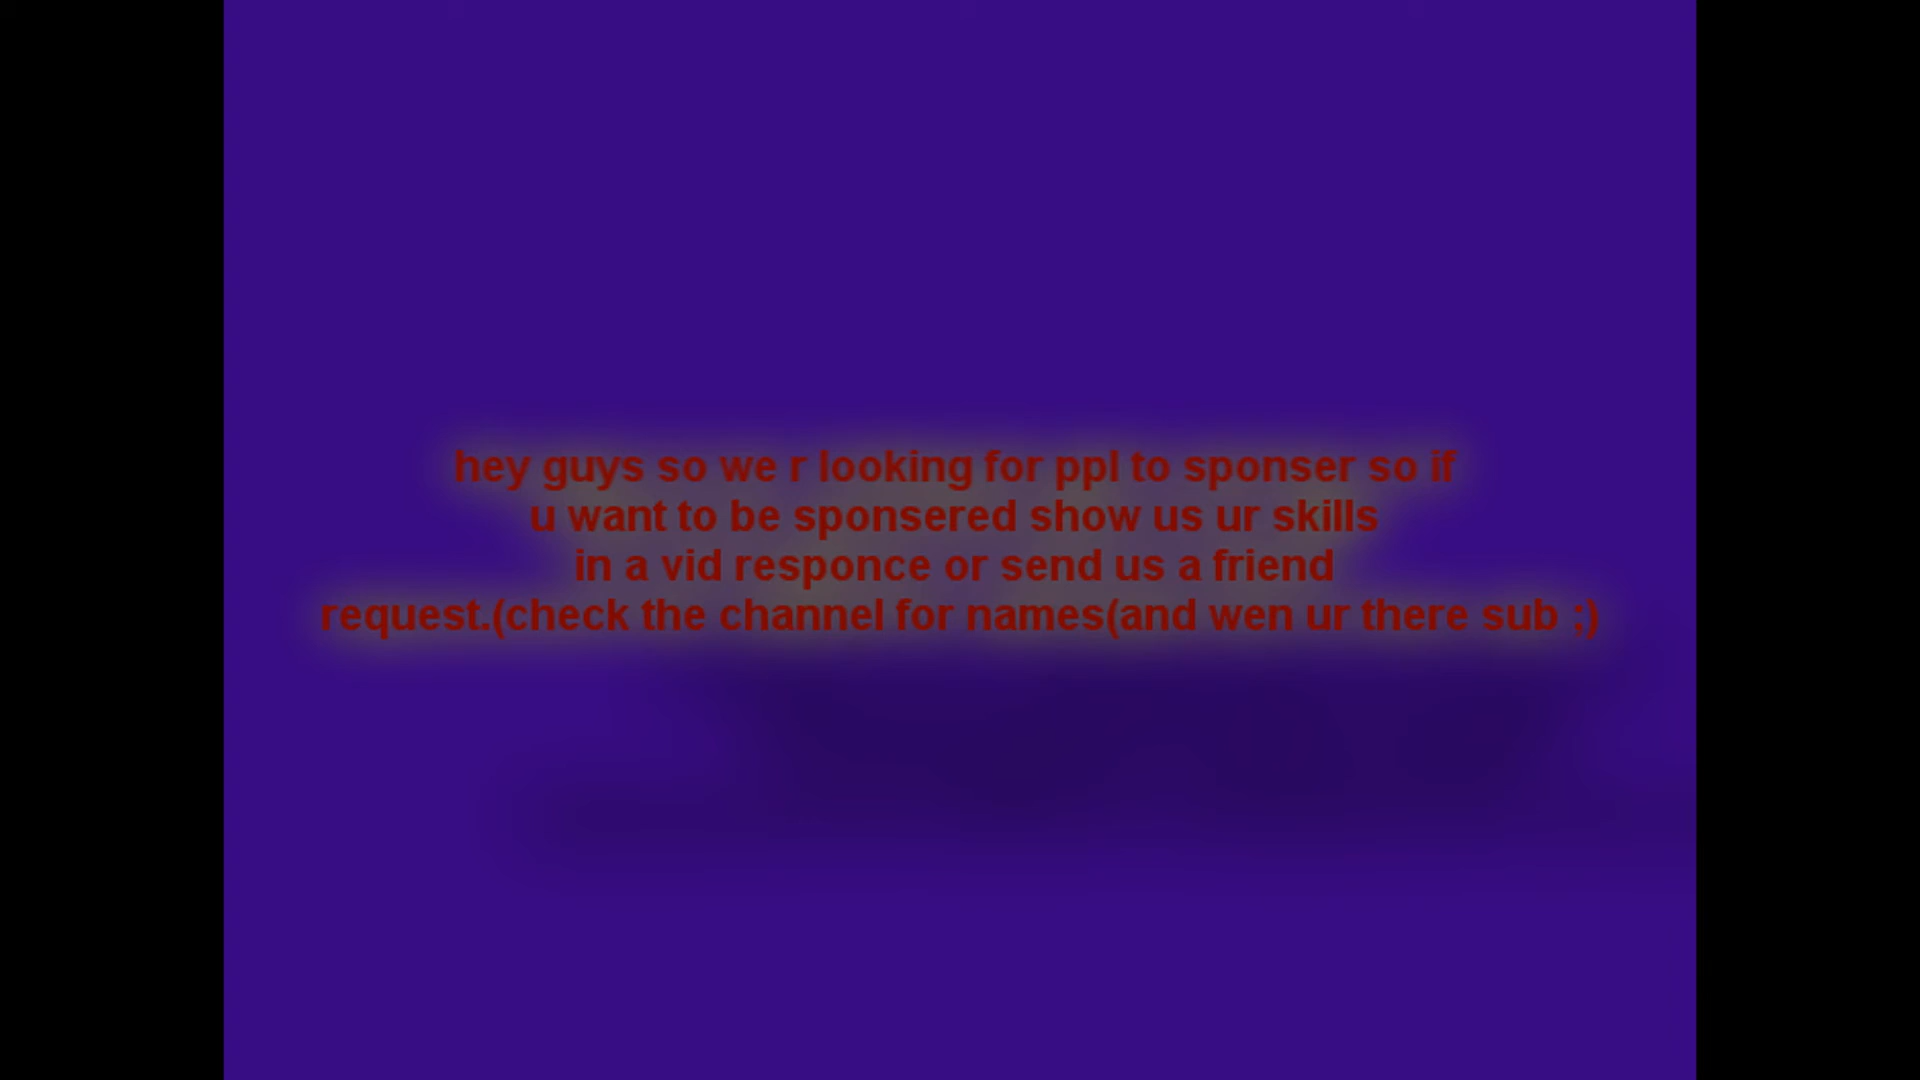 hey guys so we r looking for ppl to sponser so if
u want to be sponsered show us ur skills
in a vid responce or send us a friend
request.(check the channel for names(and wen ur there sub ;)